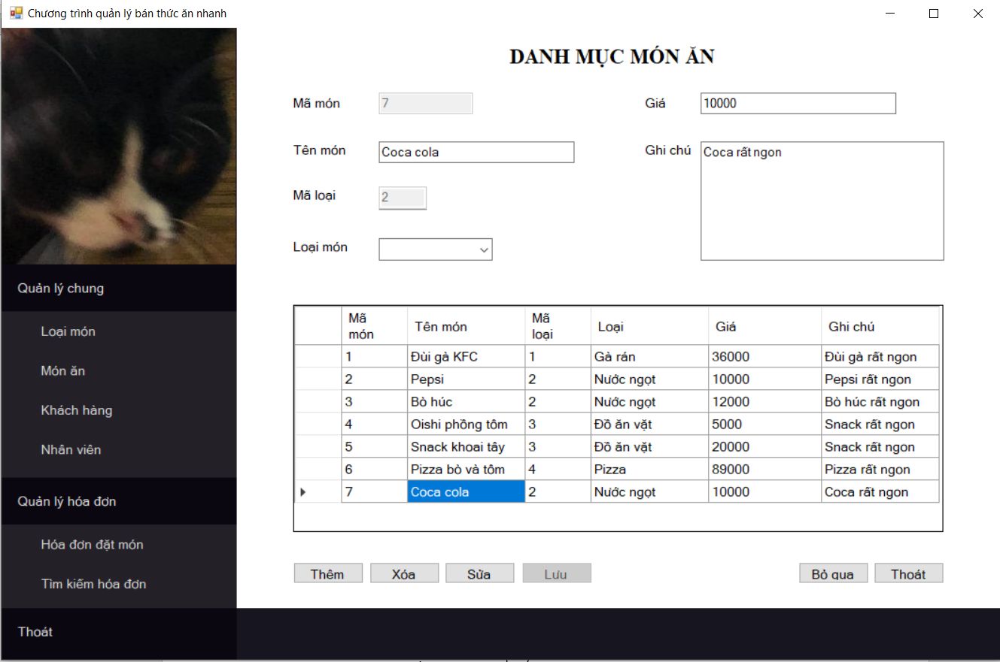 Chương trình quản lý bán thức ăn nhanh
DANH MỤC MÓN ĂN
Mã món 7 Giá 10000
Tên món Coca cola Ghi chú Coca rất ngon
Mã loại 2
Loại món
Quản lý chung
Loại món
Món ăn
Khách hàng
Nhân viên
Quản lý hóa đơn
Hóa đơn đặt món
Tìm kiếm hóa đơn
Thoát
Mã món Tên món Mã loại Loại Giá Ghi chú
1 Đùi gà KFC 1 Gà rán 36000 Đùi gà rất ngon
2 Pepsi 2 Nước ngọt 10000 Pepsi rất ngon
3 Bò húc 2 Nước ngọt 12000 Bò húc rất ngon
4 Oishi phồng tôm 3 Đồ ăn vặt 5000 Snack rất ngon
5 Snack khoai tây 3 Đồ ăn vặt 20000 Snack rất ngon
6 Pizza bò và tôm 4 Pizza 89000 Pizza rất ngon
7 Coca cola 2 Nước ngọt 10000 Coca rất ngon
Thêm Xóa Sửa Lưu Bỏ qua Thoát